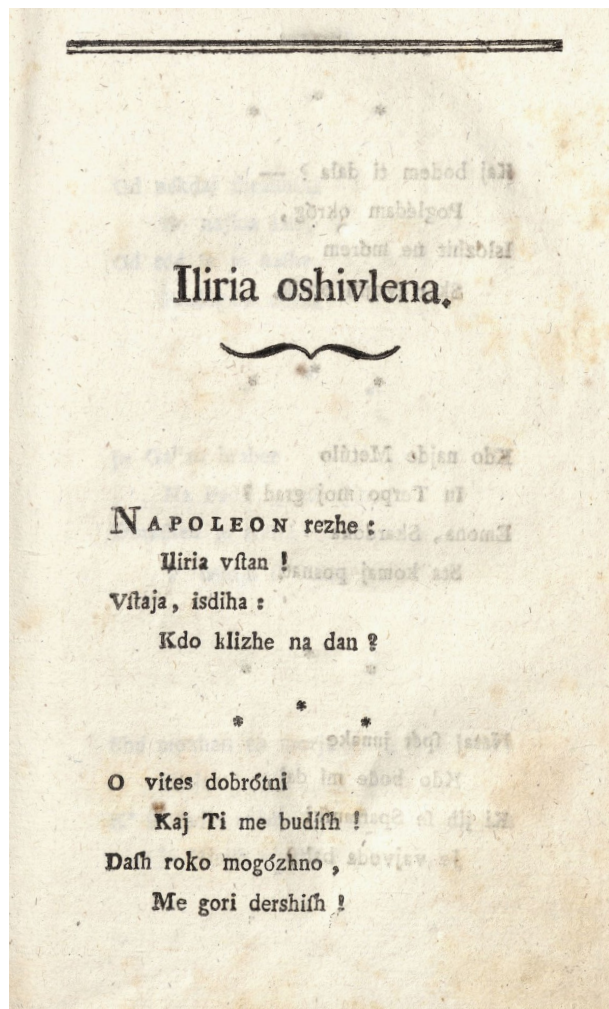 Iliria oshivlena.
NAPOLEON rezhe :
Iliria vſtan !
Vſtaja , isdiha :
Kdo klizhe na dan ?
* * *
O vites dobrótni
Kaj Ti me budíſh !
Daſh roko mogózhno ,
Me gori dershiſh !